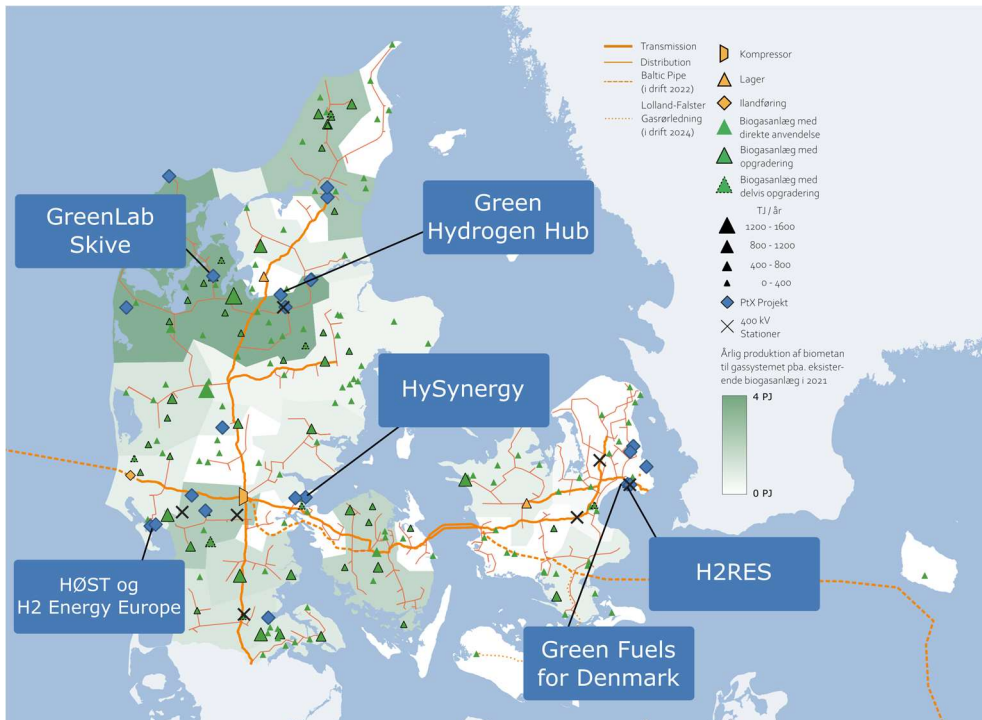 GreenLab
Skive
Green
Hydrogen Hub
HySynergy
HØST og
H2 Energy Europe
H2RES
Green Fuels
for Denmark
Transmission
Distribution
Baltic Pipe
(i drift 2022)
Lolland-Falster
Gasrørledning
(i drift 2024)
Kompressor
Lager
Ilandføring
Biogasanlæg med
direkte anvendelse
Biogasanlæg med
opgradering
Biogasanlæg med
delvis opgradering
TJ / år
1200 - 1600
800 - 1200
400 - 800
0 - 400
PtX Projekt
400 kV
Stationer
Årlig produktion af biometan
til gassystemet pba. eksister-
ende biogasanlæg i 2021
4 PJ
0 PJ